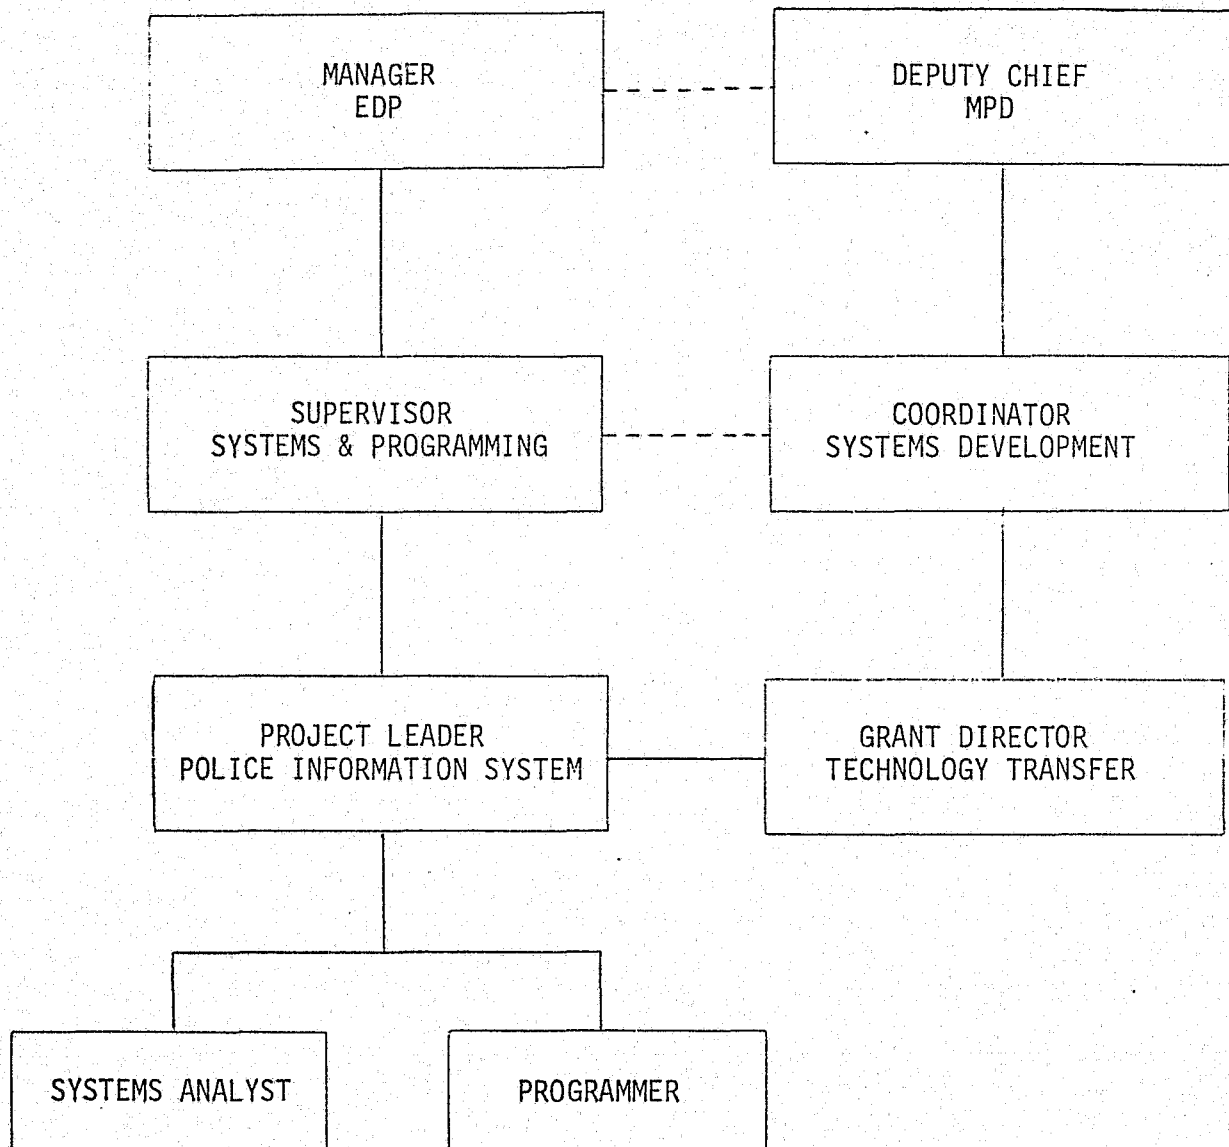 MANAGER
EDP
DEPUTY CHIEF
MPD
SUPERVISOR
SYSTEMS & PROGRAMMING
COORDINATOR
SYSTEMS DEVELOPMENT
PROJECT LEADER
POLICE INFORMATION SYSTEM
GRANT DIRECTOR
TECHNOLOGY TRANSFER
SYSTEMS ANALYST
PROGRAMMER